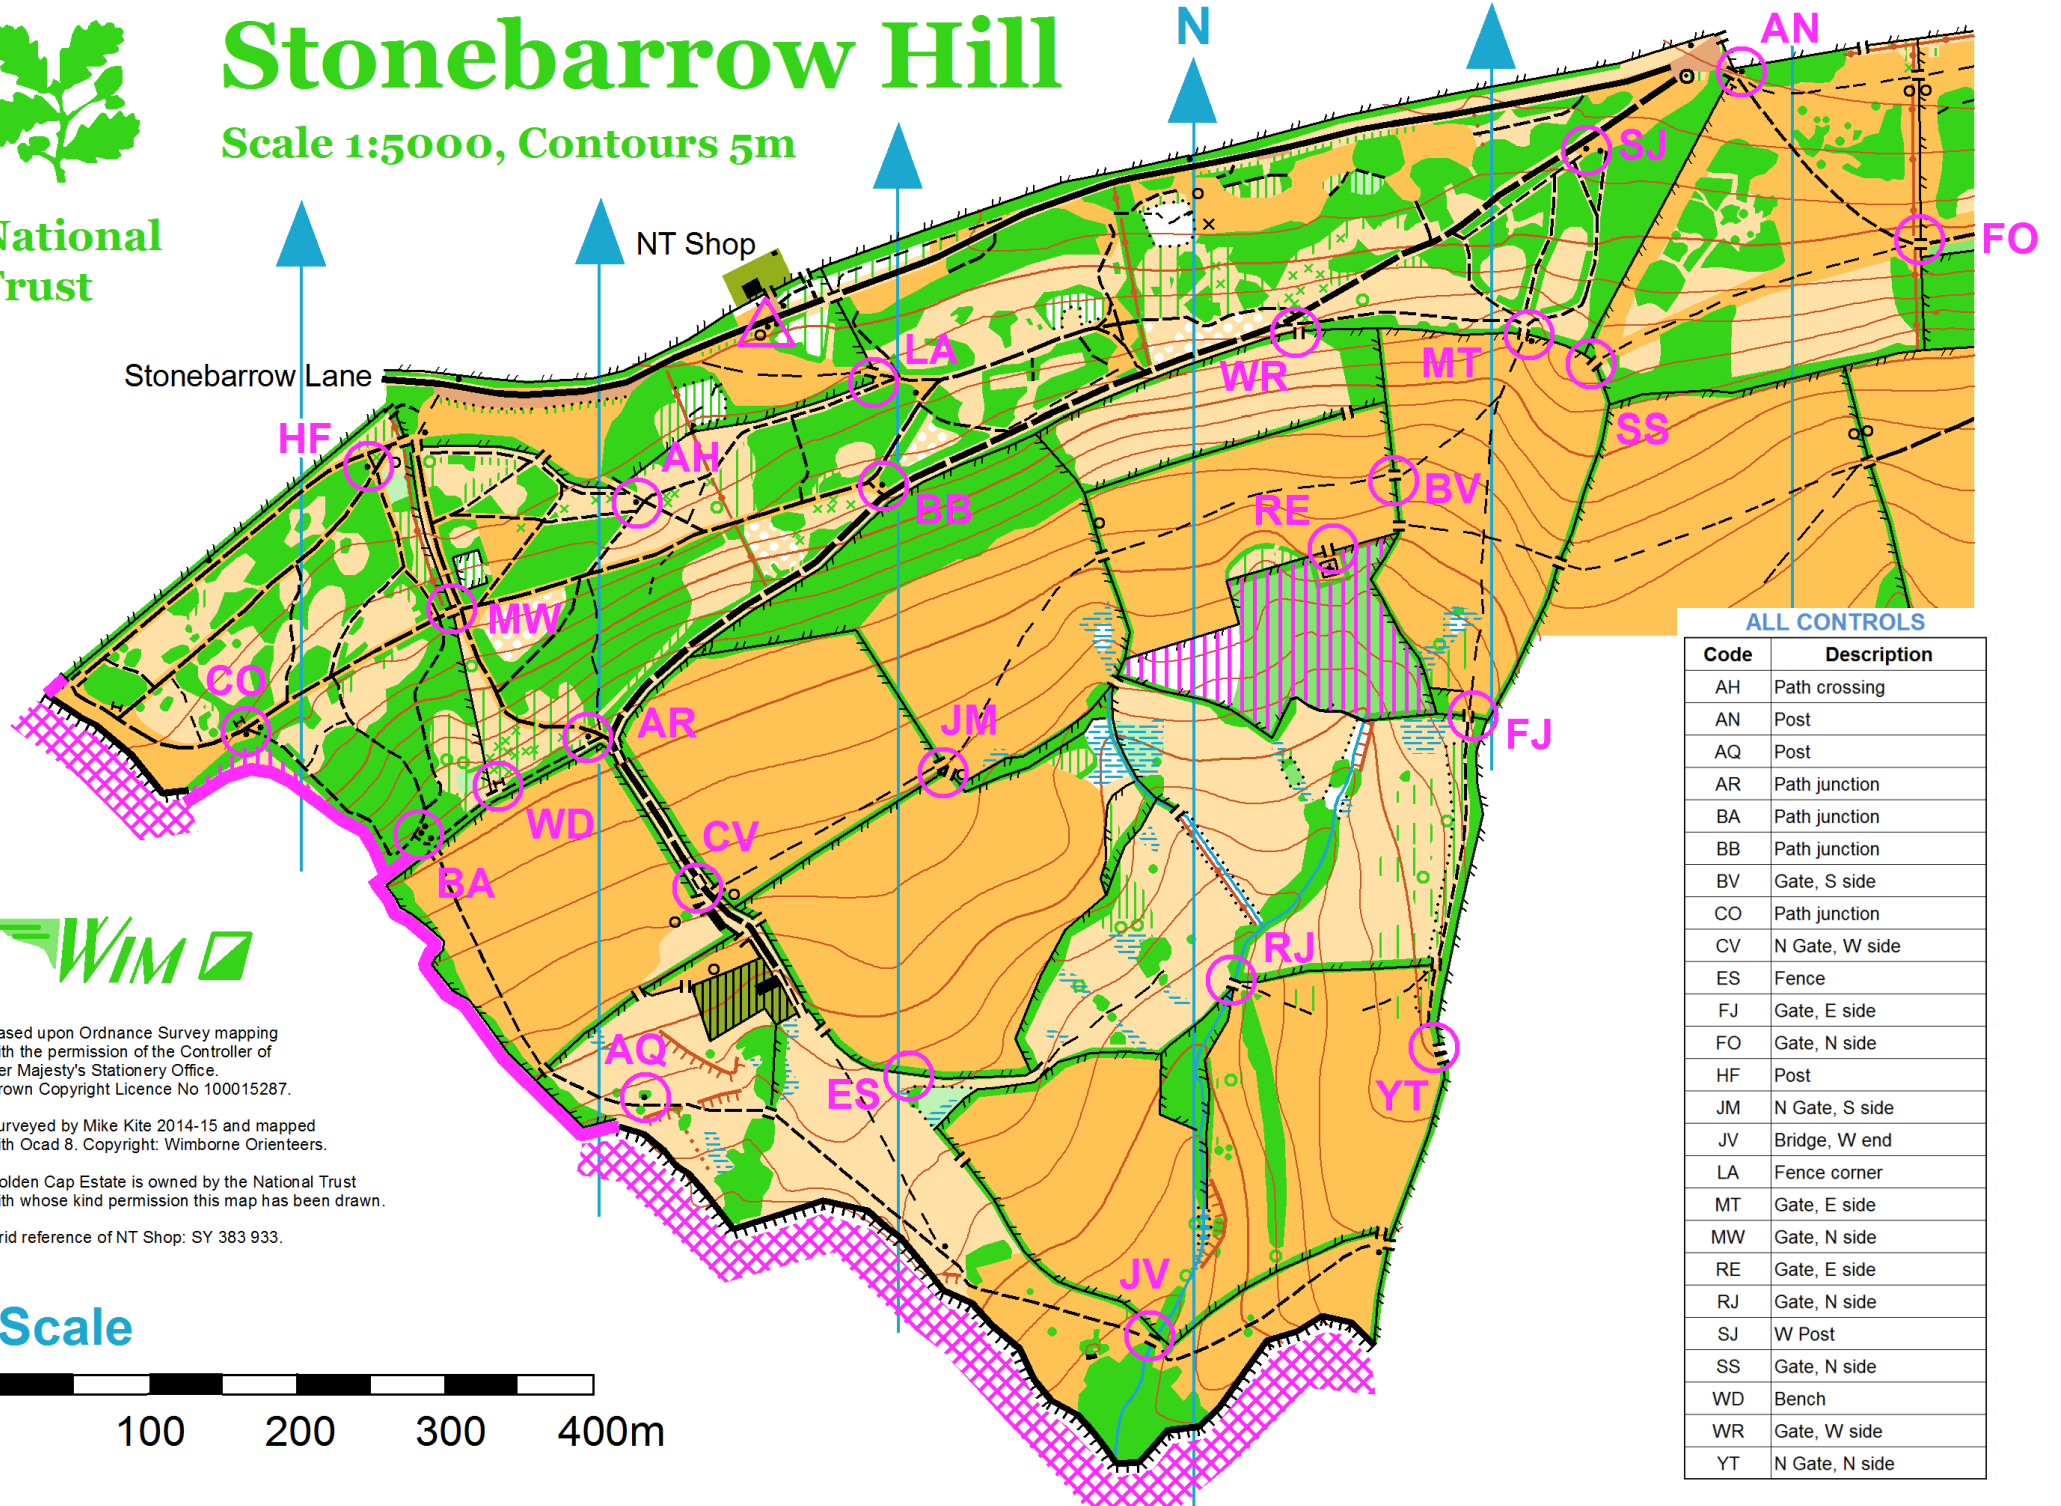 Stonebarrow Hill
Scale 1:5000, Contours 5m
National
Trust
N
NT Shop
Stonebarrow Lane
AN
SJ
FO
LA
WR
MT
SS
HF
AH
BB
RE
BV
MW
CO
AR
JM
FJ
WD
CV
BA
RJ
AQ
ES
YT
JV
WIM
ased upon Ordnance Survey mapping
ith the permission of the Controller of
er Majesty's Stationery Office.
rown Copyright Licence No 100015287.
urveyed by Mike Kite 2014-15 and mapped
ith Ocad 8. Copyright: Wimborne Orienteers.
olden Cap Estate is owned by the National Trust
ith whose kind permission this map has been drawn.
rid reference of NT Shop: SY 383 933.
Scale
100 200 300 400m
ALL CONTROLS
Code Description
AH Path crossing
AN Post
AQ Post
AR Path junction
BA Path junction
BB Path junction
BV Gate, S side
CO Path junction
CV N Gate, W side
ES Fence
FJ Gate, E side
FO Gate, N side
HF Post
JM N Gate, S side
JV Bridge, W end
LA Fence corner
MT Gate, E side
MW Gate, N side
RE Gate, E side
RJ Gate, N side
SJ W Post
SS Gate, N side
WD Bench
WR Gate, W side
YT N Gate, N side